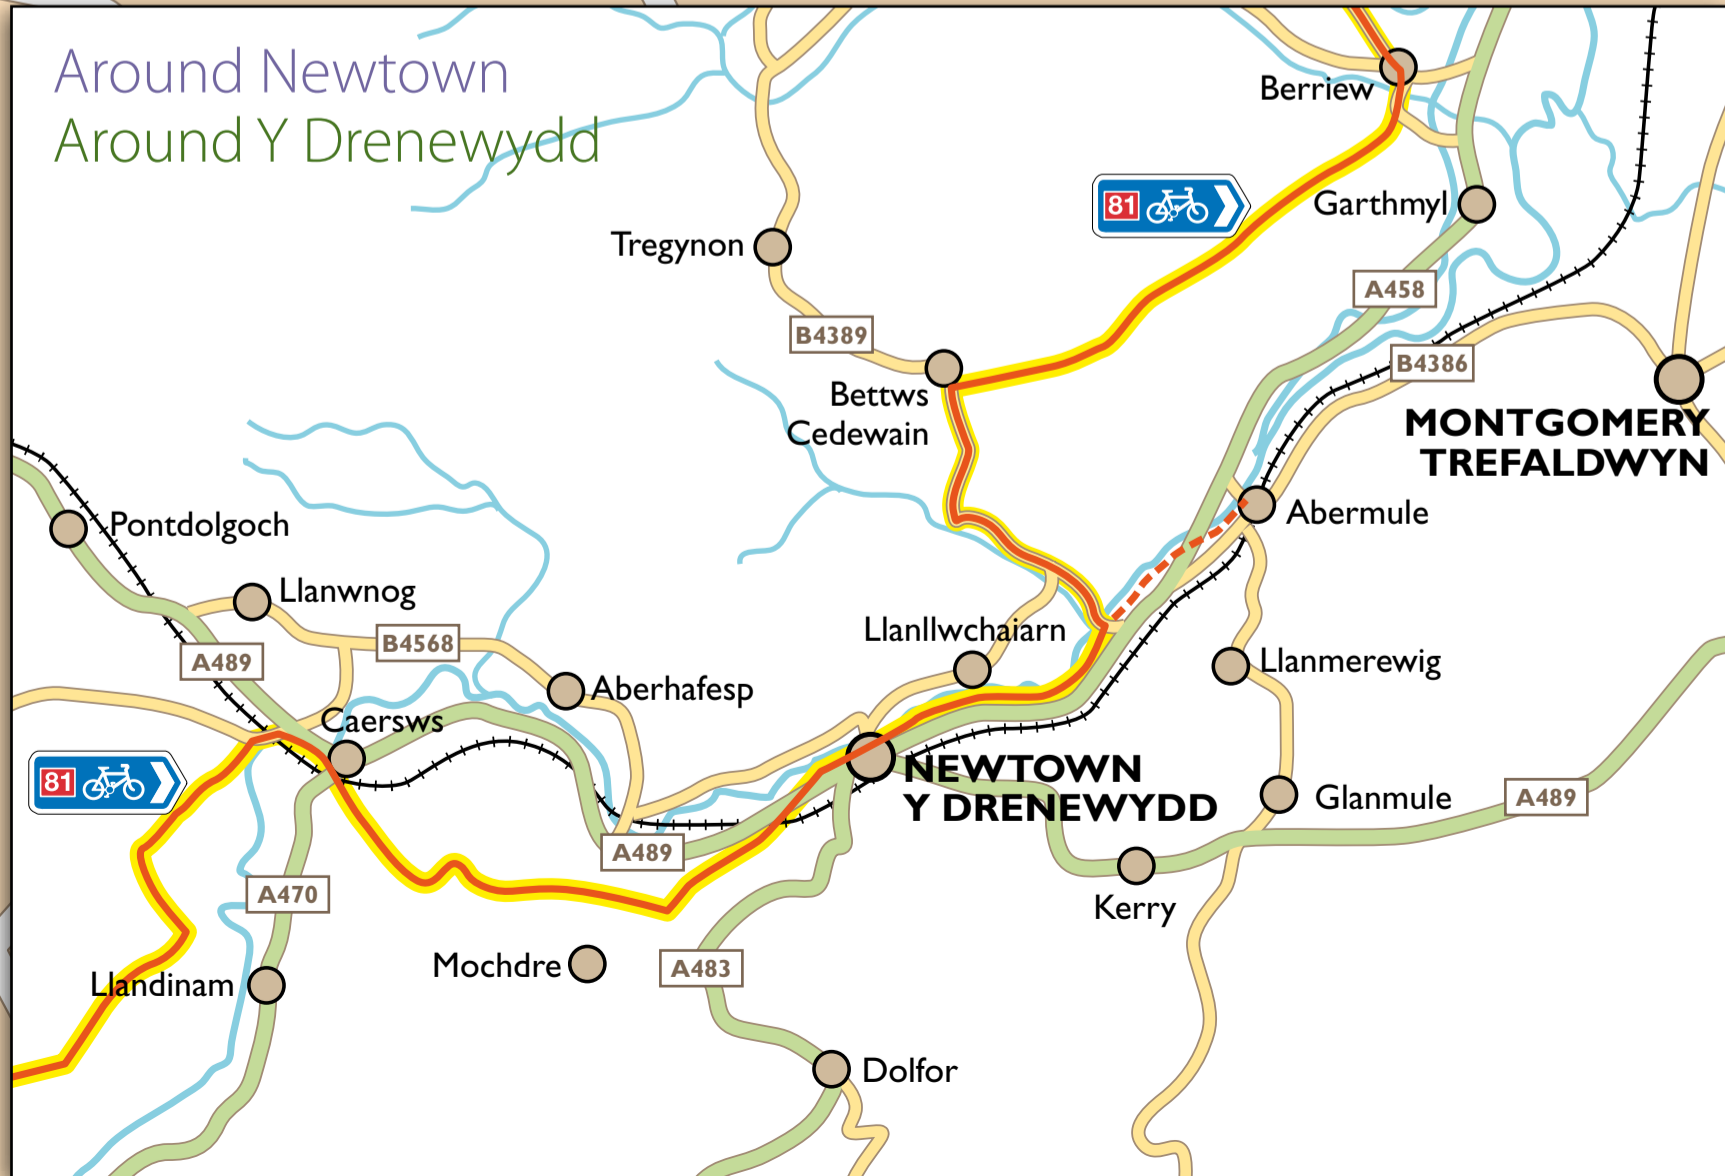 Around Newtown
Around Y Drenewydd
Berriew
81
Garthmyl
Tregynon
A458
B4389
B4386
Bettws
Cedewain
MONTGOMERY
TREFALDWYN
Abermule
Pontdolgoch
Llanwnog
Llanllwchaiarn
B4568
A489
Llanmerewig
Aberhafesp
Caersws
81
NEWTOWN
Y DRENEWYDD
Glanmule
A489
A489
A470
Kerry
Mochdre
A483
Llandinam
Dolfor